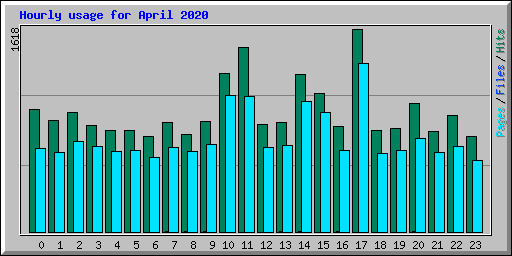 Hourly usage for April 2020
1618
Pages/Files/Hits
0 1 2 3 4 5 6 7 8 9 10 11 12 13 14 15 16 17 18 19 20 21 22 23